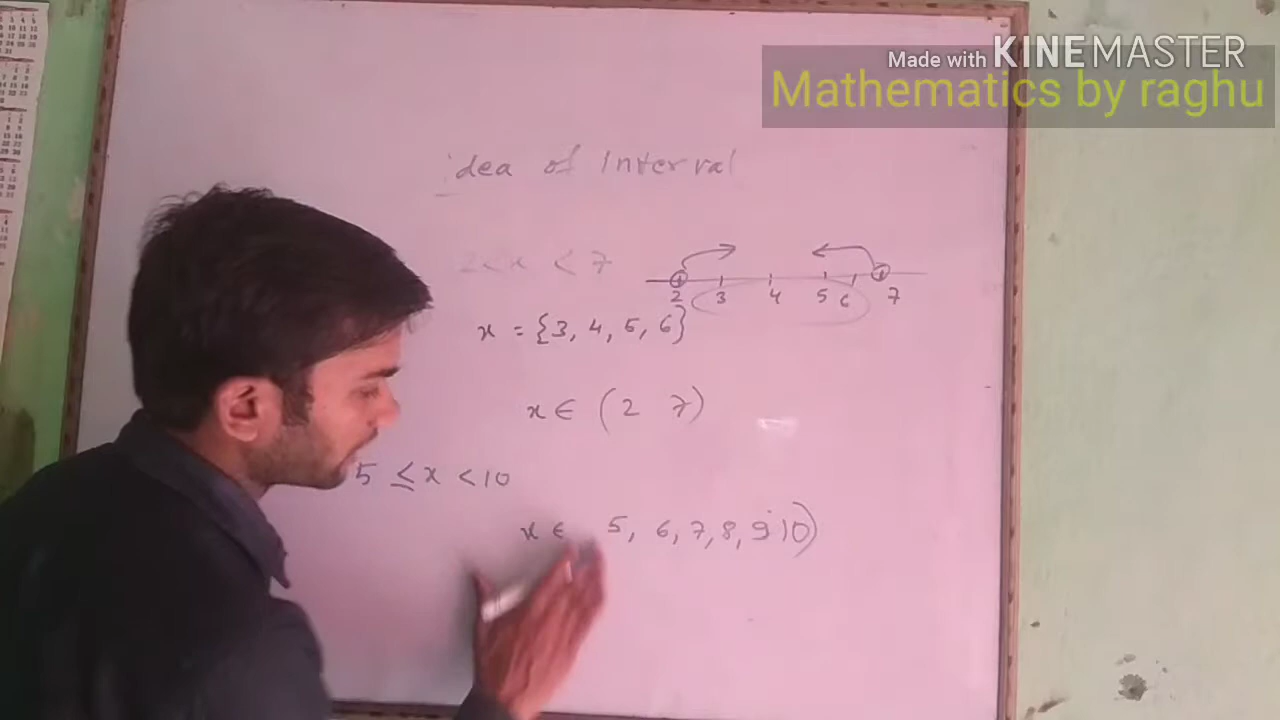 Made with KINEMASTER
Mathematics by raghu
idea of Interval
2 < x < 7
2 3 4 5 6 7
x = {3, 4, 5, 6}
x ∈ (2 7)
5 ≤ x < 10
x ∈ 5, 6, 7, 8, 9 10)